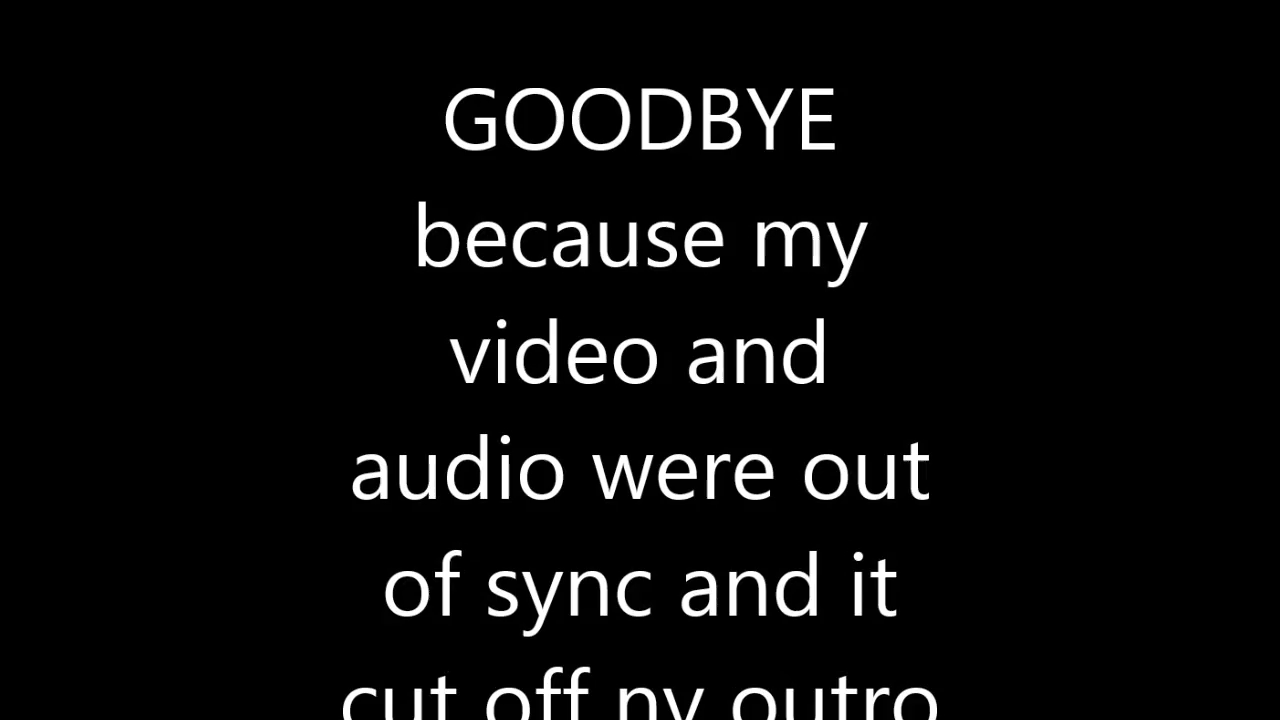 GOODBYE
because my
video and
audio were out
of sync and it
cut off ny outro